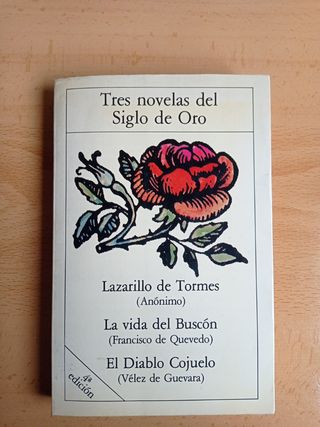 Tres novelas del
Siglo de Oro
Lazarillo de Tormes
(Anónimo)
La vida del Buscón
(Francisco de Quevedo)
El Diablo Cojuelo
(Vélez de Guevara)
4ª
edición